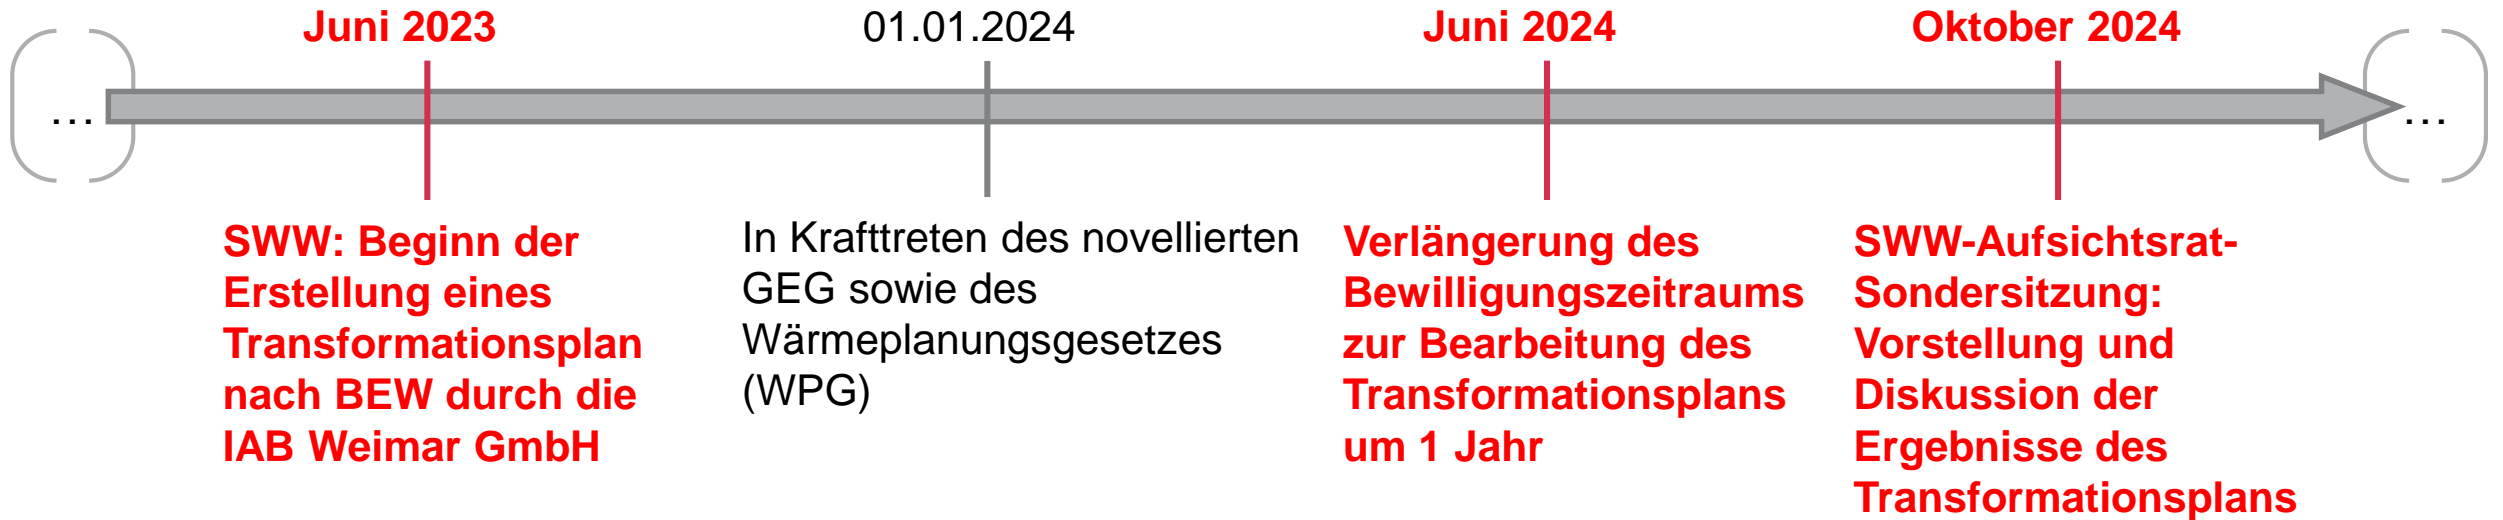 Juni 2023
01.01.2024
Juni 2024
Oktober 2024
...
...
SWW: Beginn der
Erstellung eines
Transformationsplan
nach BEW durch die
IAB Weimar GmbH
In Krafttreten des novellierten
GEG sowie des
Wärmeplanungsgesetzes
(WPG)
Verlängerung des
Bewilligungszeitraums
zur Bearbeitung des
Transformationsplans
um 1 Jahr
SWW-Aufsichtsrat-
Sondersitzung:
Vorstellung und
Diskussion der
Ergebnisse des
Transformationsplans